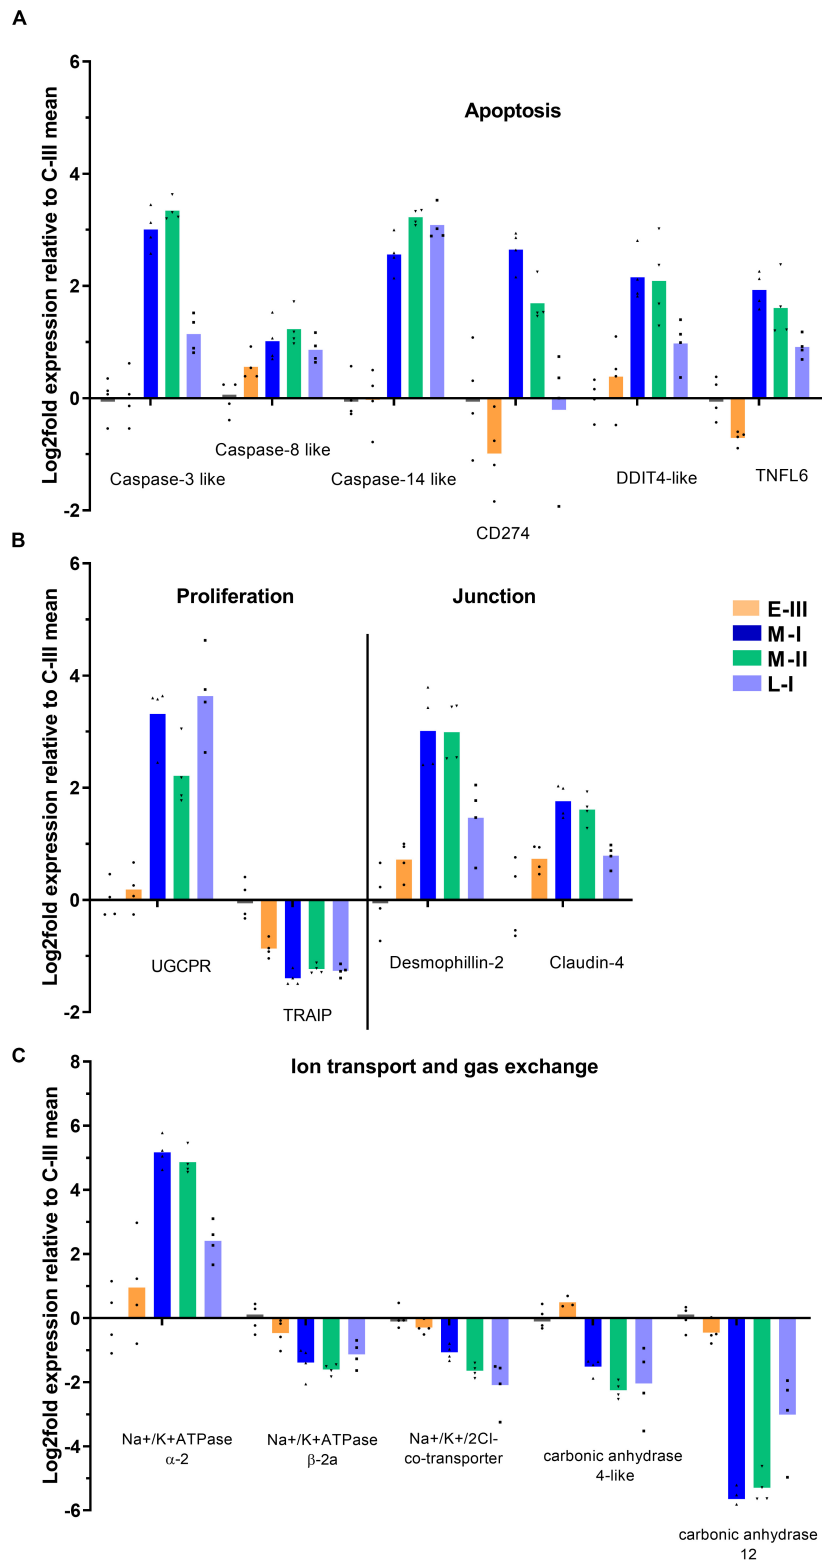 A
Log2fold expression relative to C-III mean
6
4
2
0
-2
Apoptosis
Caspase-3 like
Caspase-8 like
Caspase-14 like
CD274
DDIT4-like
TNFL6
B
Log2fold expression relative to C-III mean
6
4
2
0
-2
Proliferation
Junction
UGCPR
TRAIP
Desmophillin-2
Claudin-4
E-III
M-I
M-II
L-I
C
Log2fold expression relative to C-III mean
8
6
4
2
0
-2
-4
-6
Ion transport and gas exchange
Na+/K+ATPase
α-2
Na+/K+ATPase
β-2a
Na+/K+/2Cl-
co-transporter
carbonic anhydrase
4-like
carbonic anhydrase
12